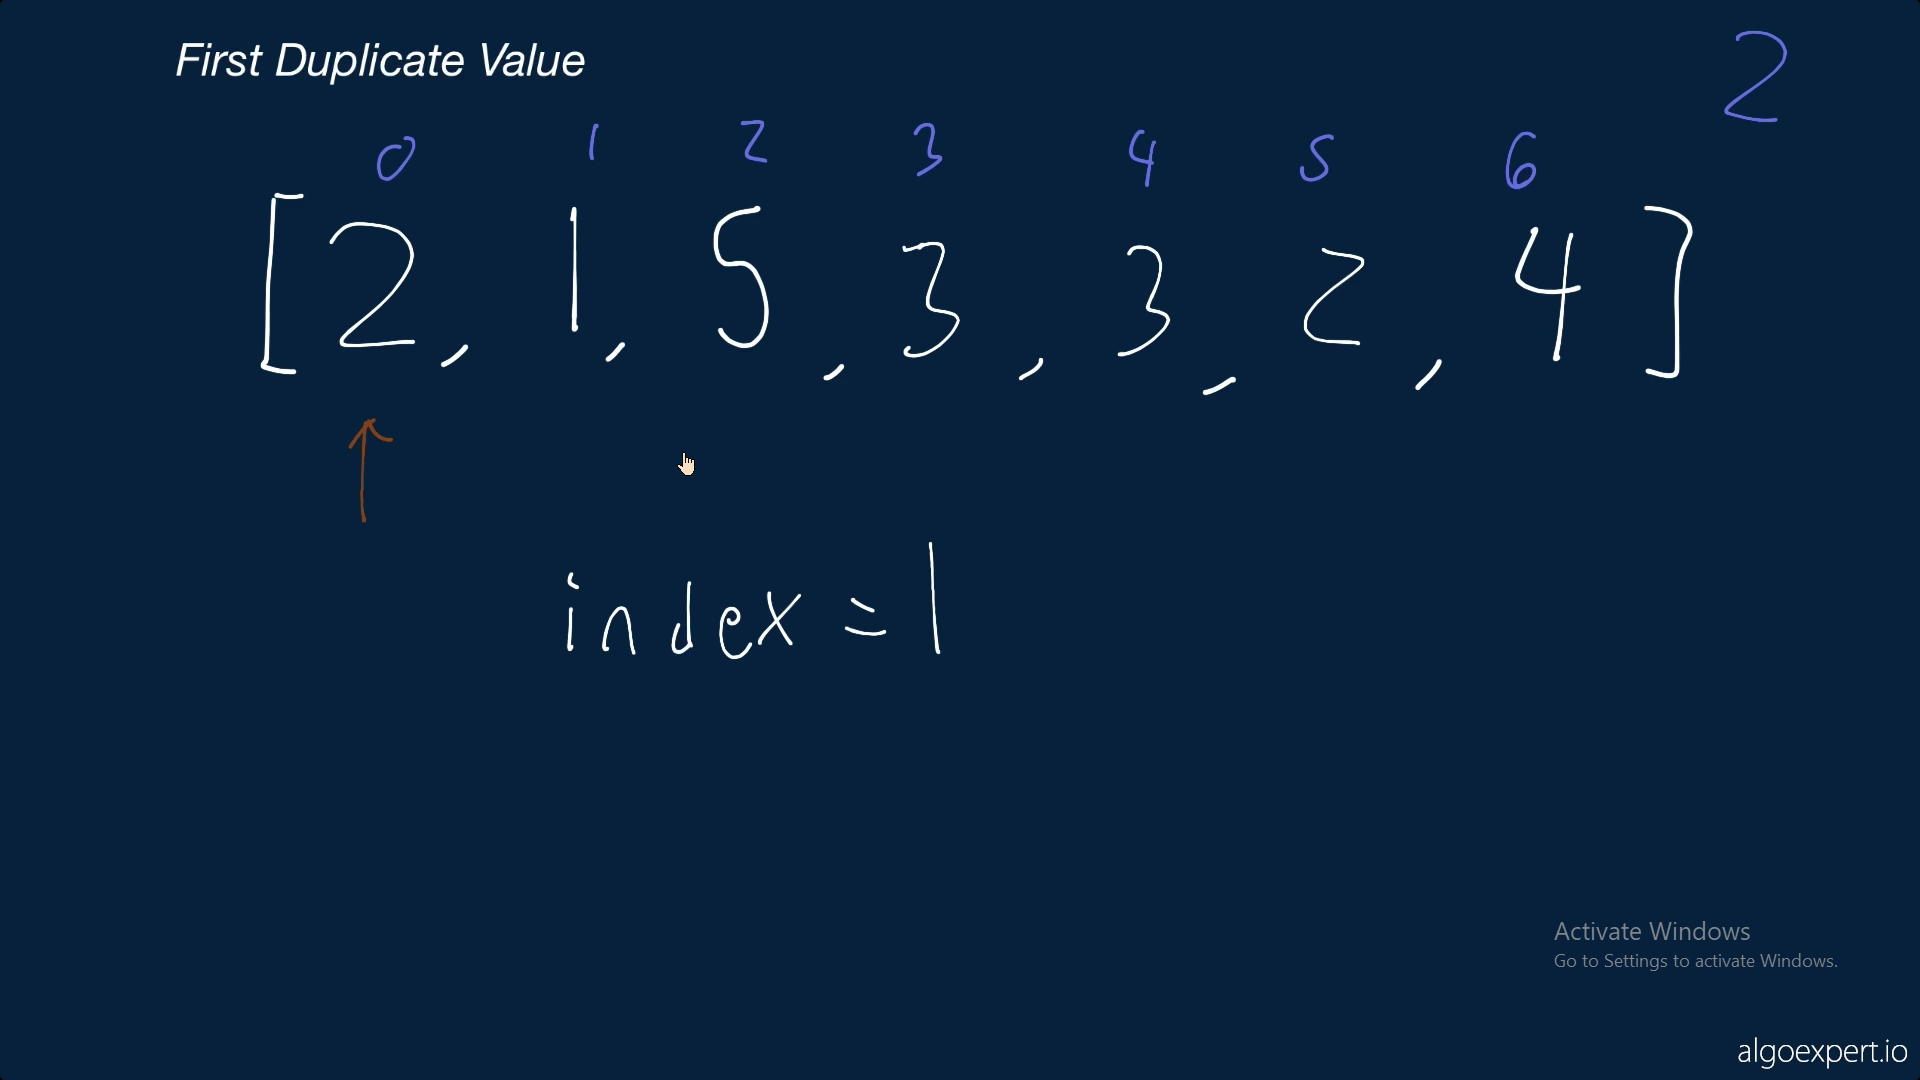 First Duplicate Value
2
0 1 2 3 4 5 6
[2, 1, 5, 3, 3, 2, 4]
index = 1
Activate Windows
Go to Settings to activate Windows.
algoexpert.io